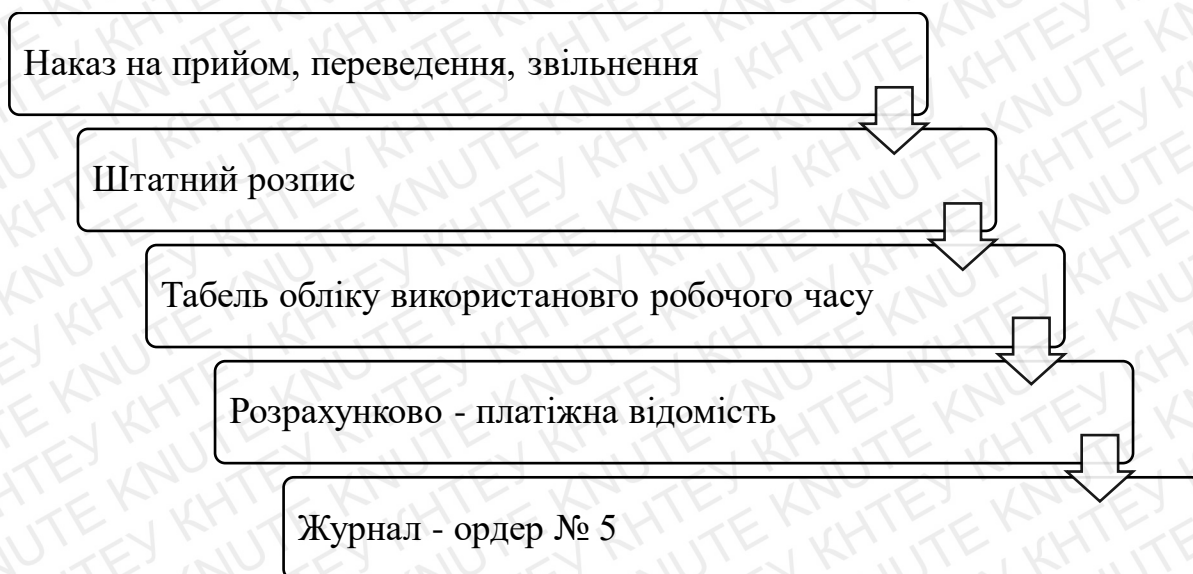 Наказ на прийом, переведення, звільнення
Штатний розпис
Табель обліку використановго робочого часу
Розрахунково - платіжна відомість
Журнал - ордер № 5